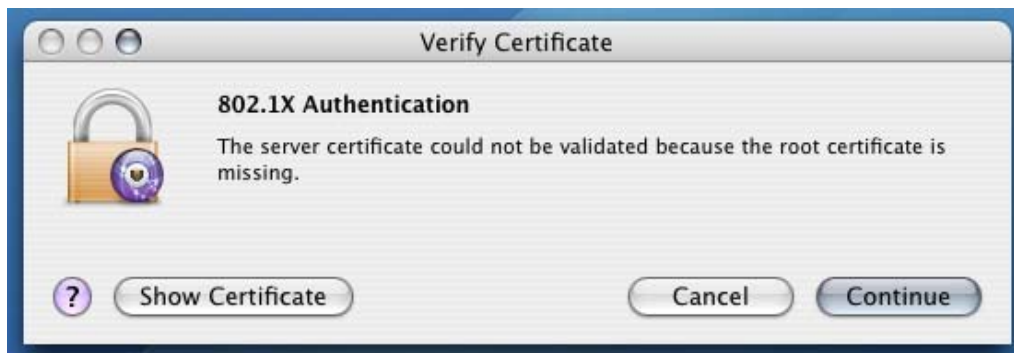 Verify Certificate
802.1X Authentication
The server certificate could not be validated because the root certificate is
missing.
? Show Certificate Cancel Continue